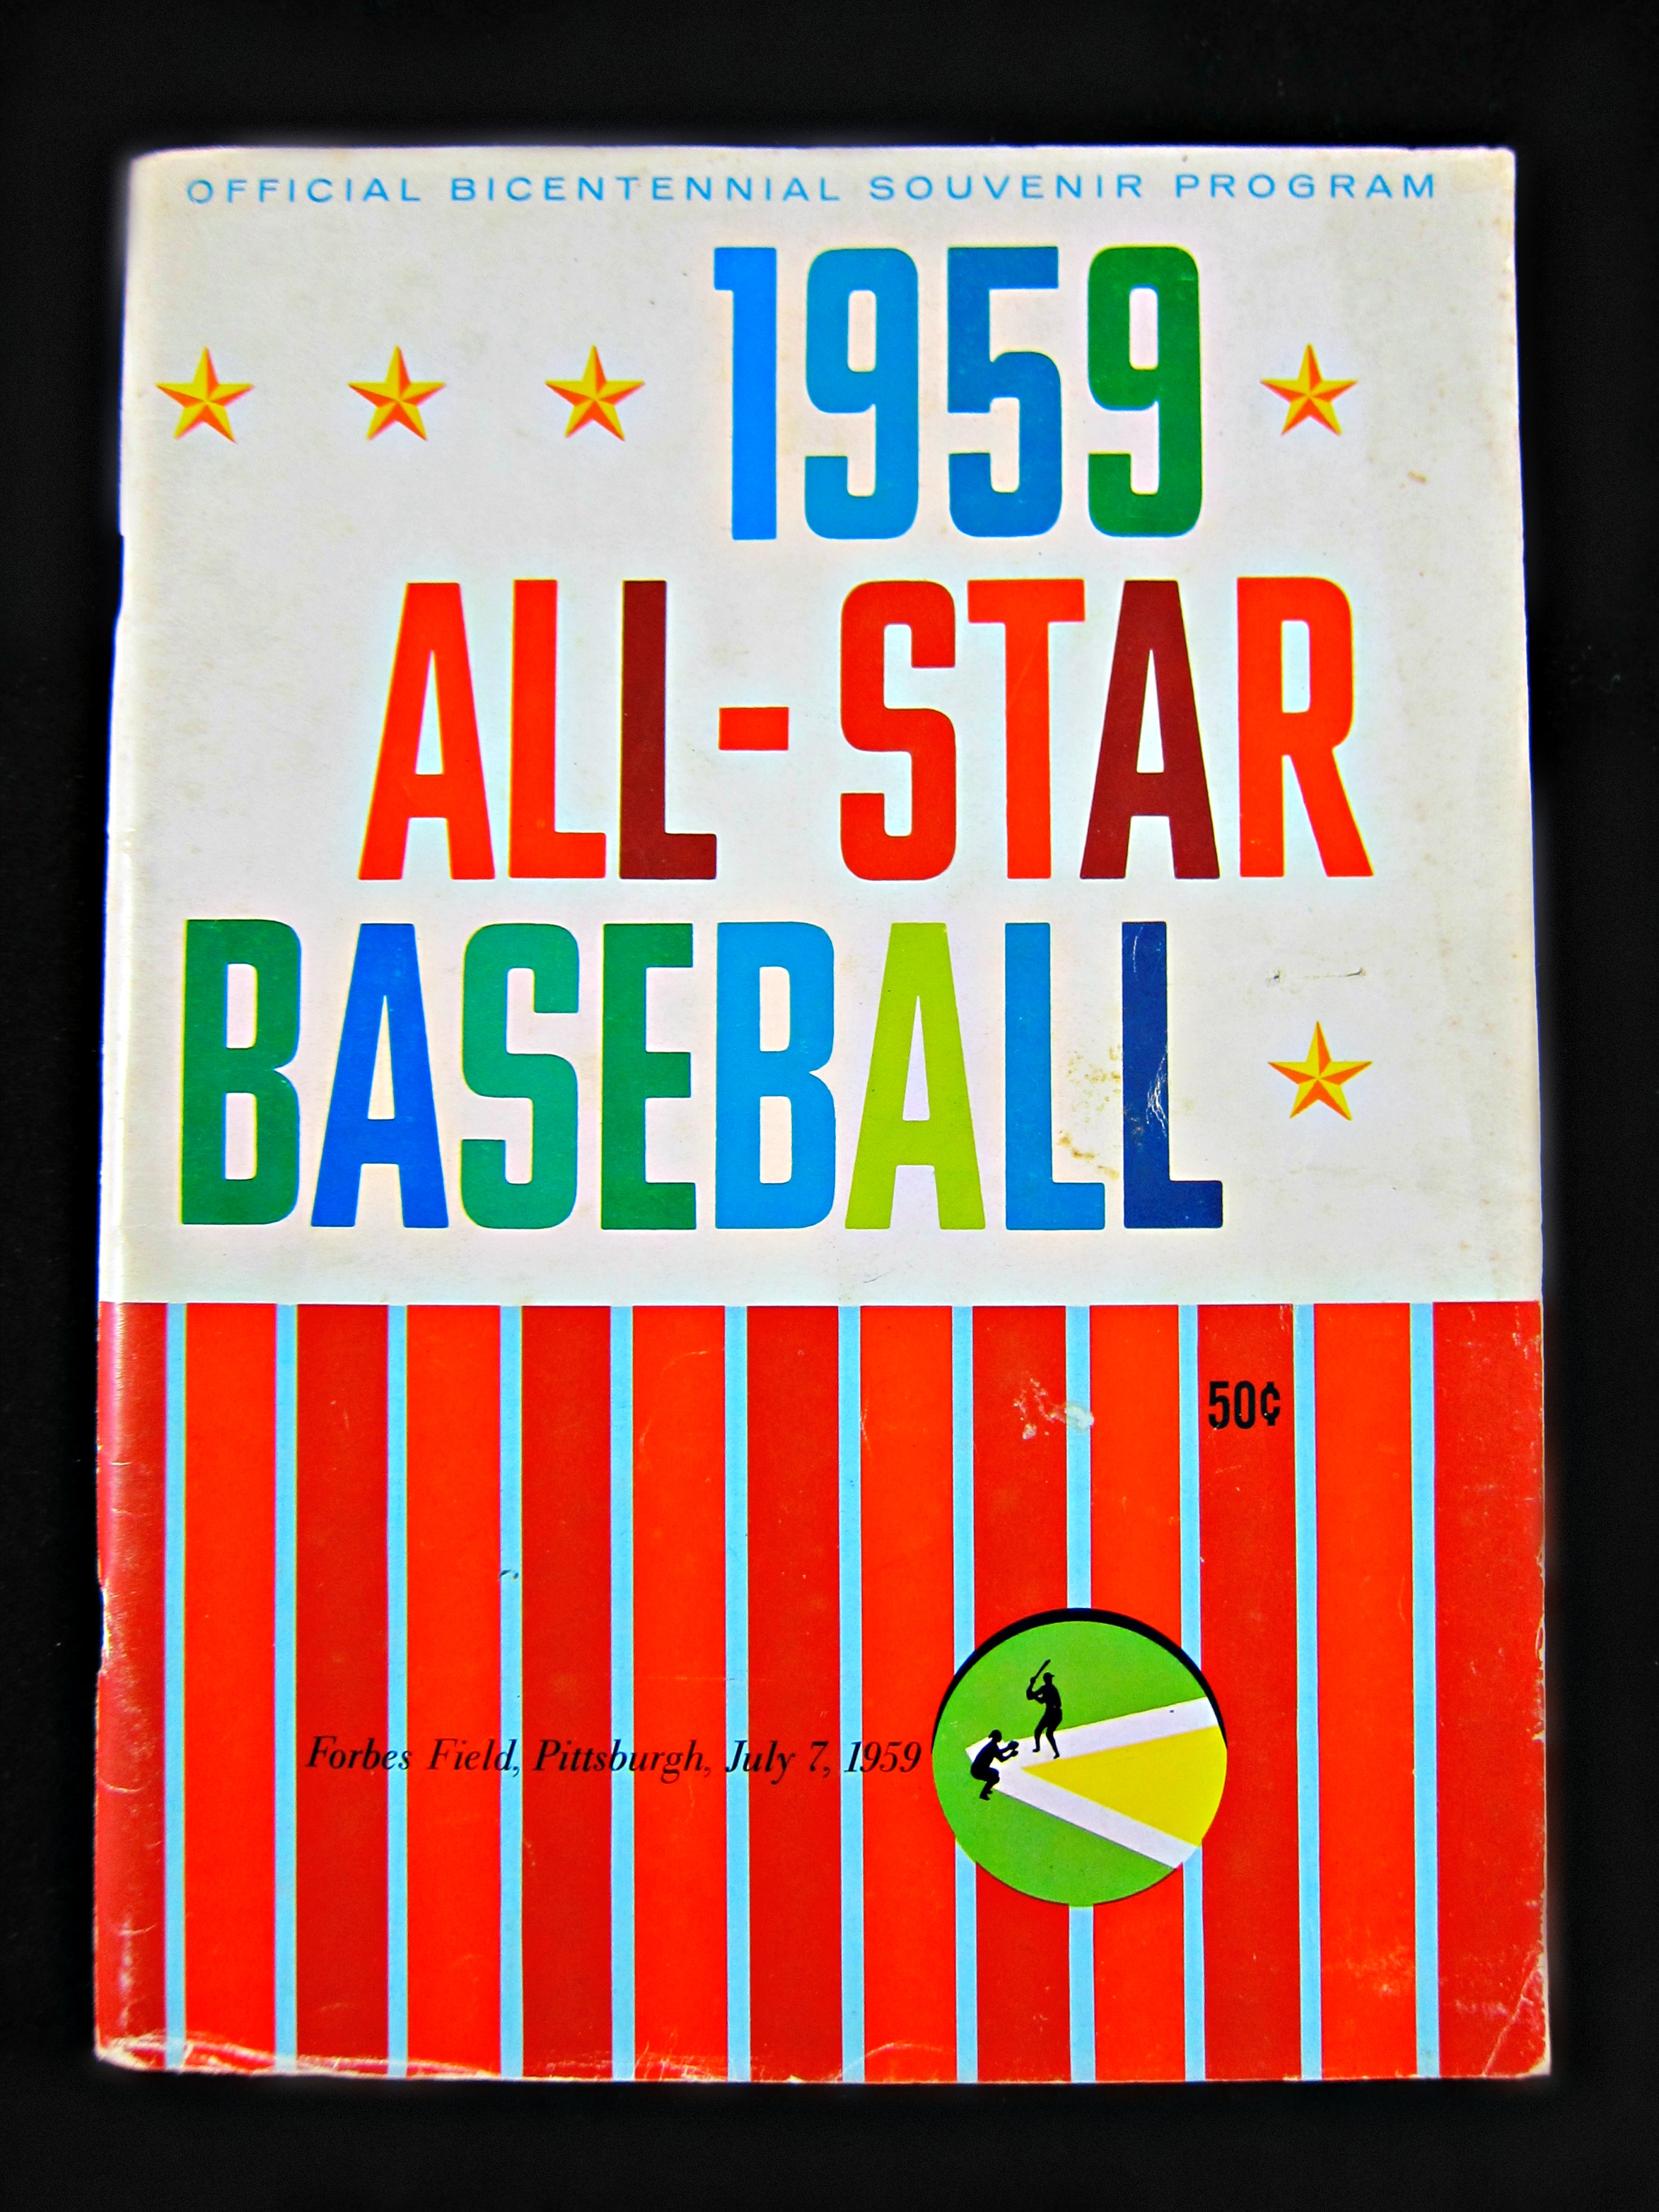 OFFICIAL BICENTENNIAL SOUVENIR PROGRAM
1959
ALL-STAR
BASEBALL
50¢
Forbes Field, Pittsburgh, July 7, 1959